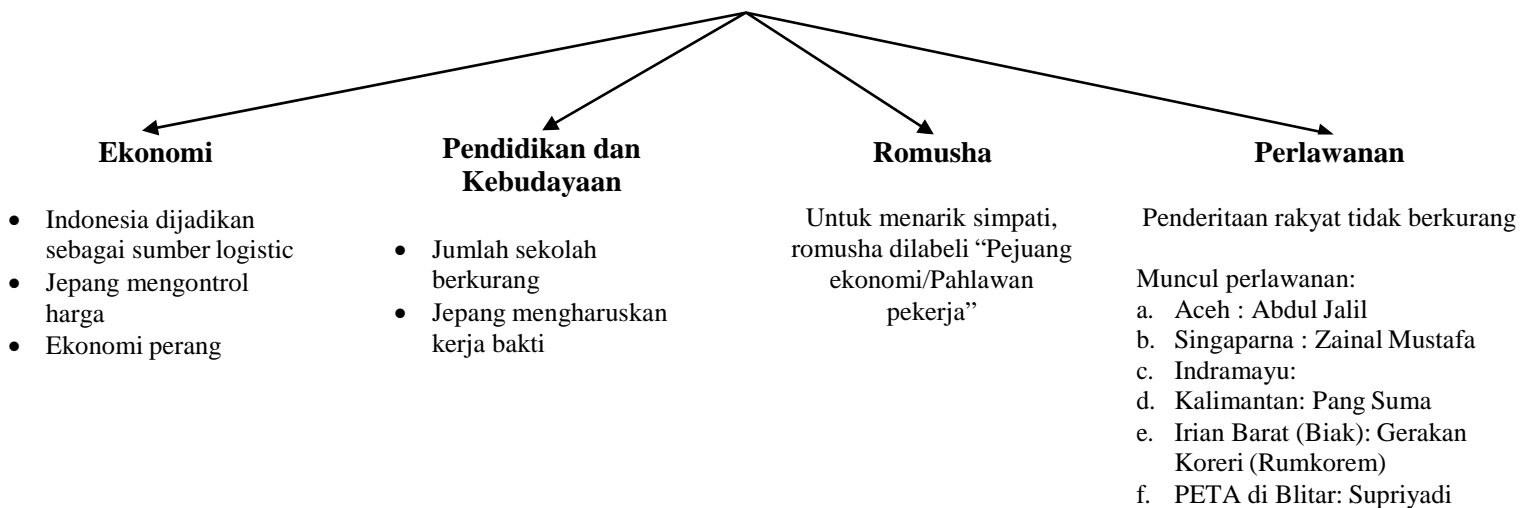 Ekonomi
• Indonesia dijadikan
sebagai sumber logistic
• Jepang mengontrol
harga
• Ekonomi perang
Pendidikan dan
Kebudayaan
• Jumlah sekolah
berkurang
• Jepang mengharuskan
kerja bakti
Romusha
Untuk menarik simpati,
romusha dilabeli “Pejuang
ekonomi/Pahlawan
pekerja”
Perlawanan
Penderitaan rakyat tidak berkurang
Muncul perlawanan:
a. Aceh : Abdul Jalil
b. Singaparna : Zainal Mustafa
c. Indramayu:
d. Kalimantan: Pang Suma
e. Irian Barat (Biak): Gerakan
Koreri (Rumkorem)
f. PETA di Blitar: Supriyadi